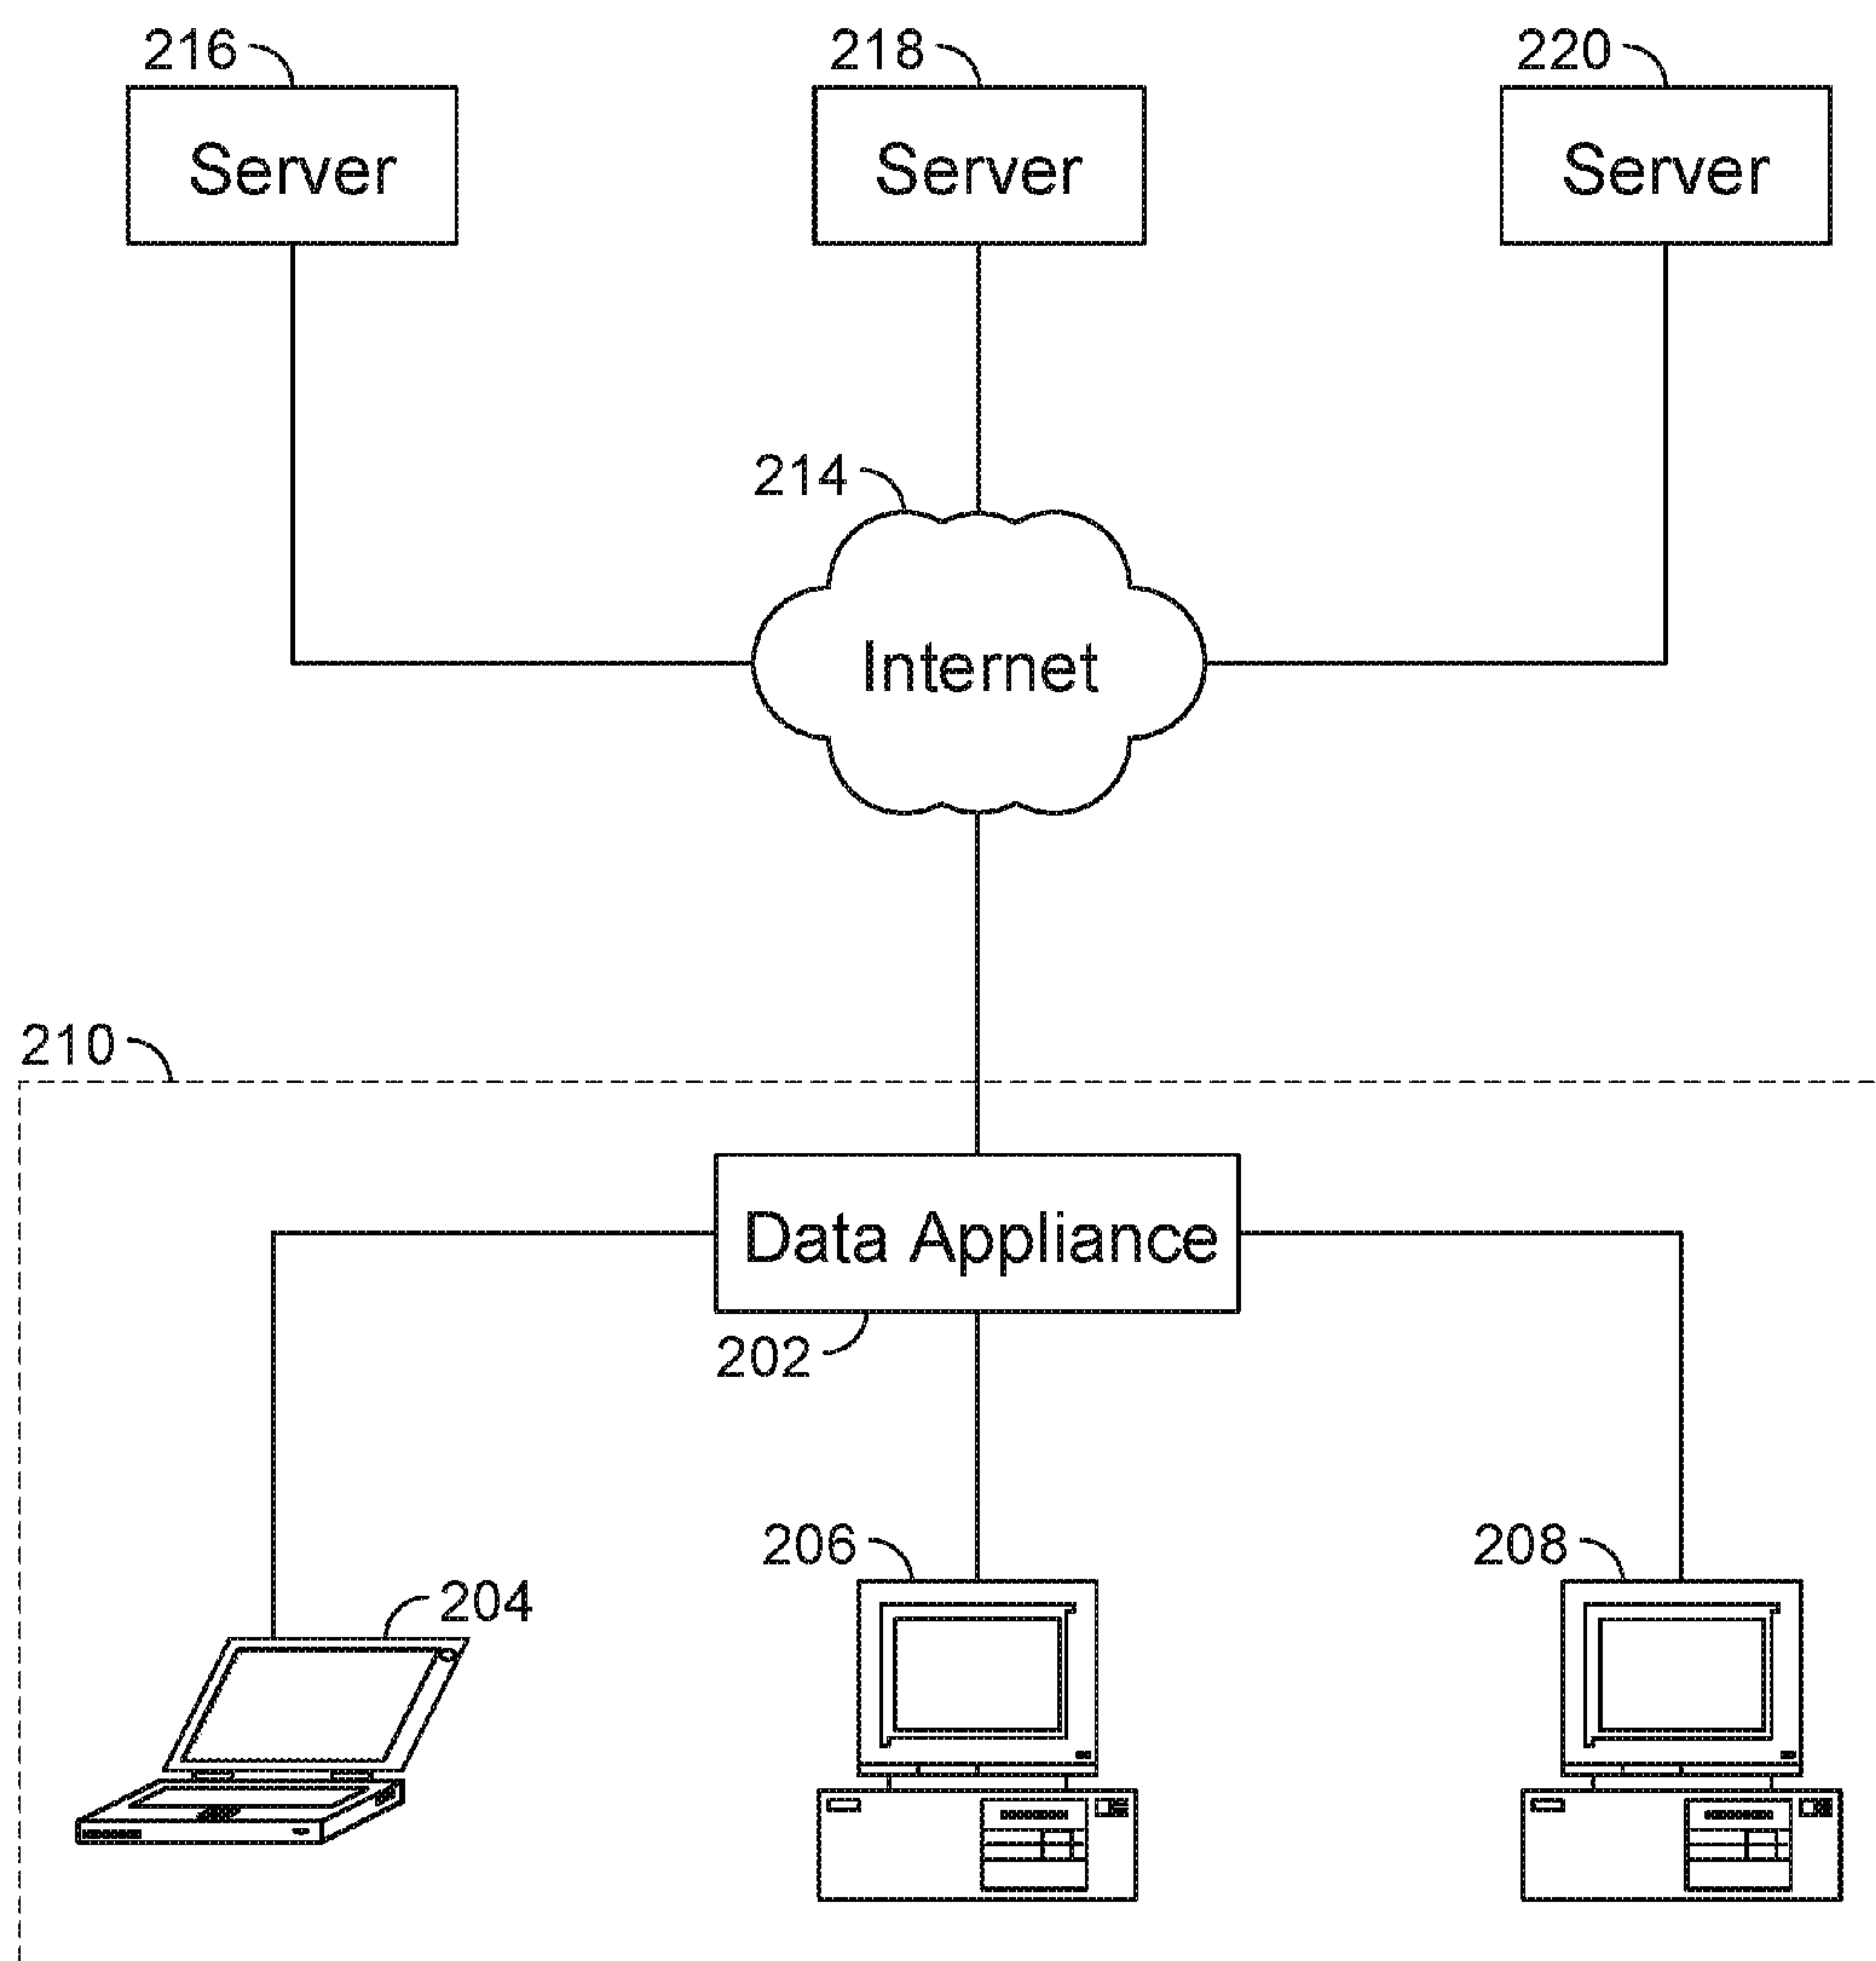 216
218
220
Server
Server
Server
214
Internet
210
Data Appliance
202
206
208
204